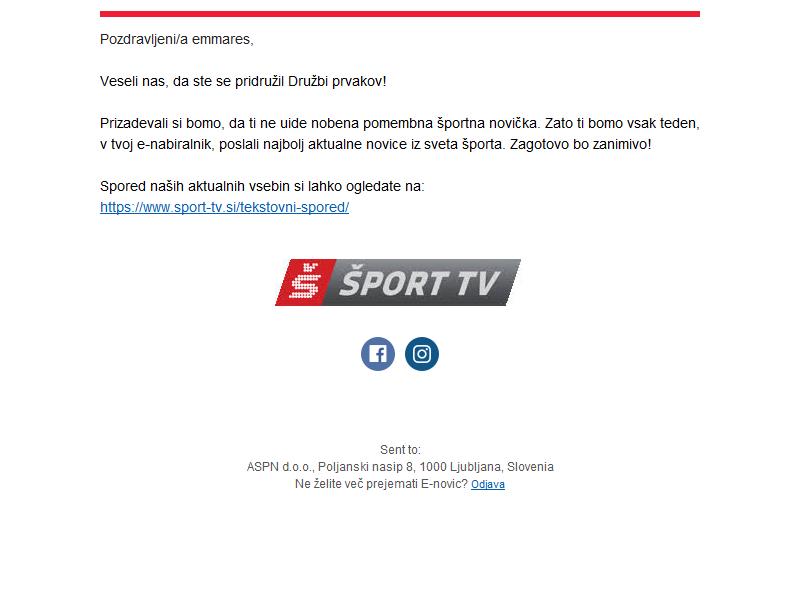 Pozdravljeni/a emmares,
Veseli nas, da ste se pridružil Družbi prvakov!
Prizadevali si bomo, da ti ne uide nobena pomembna športna novička. Zato ti bomo vsak teden,
v tvoj e-nabiralnik, poslali najbolj aktualne novice iz sveta športa. Zagotovo bo zanimivo!
Spored naših aktualnih vsebin si lahko ogledate na:
https://www.sport-tv.si/tekstovni-spored/
Š ŠPORT TV
Sent to:
ASPN d.o.o., Poljanski nasip 8, 1000 Ljubljana, Slovenia
Ne želite več prejemati E-novic? Odjava